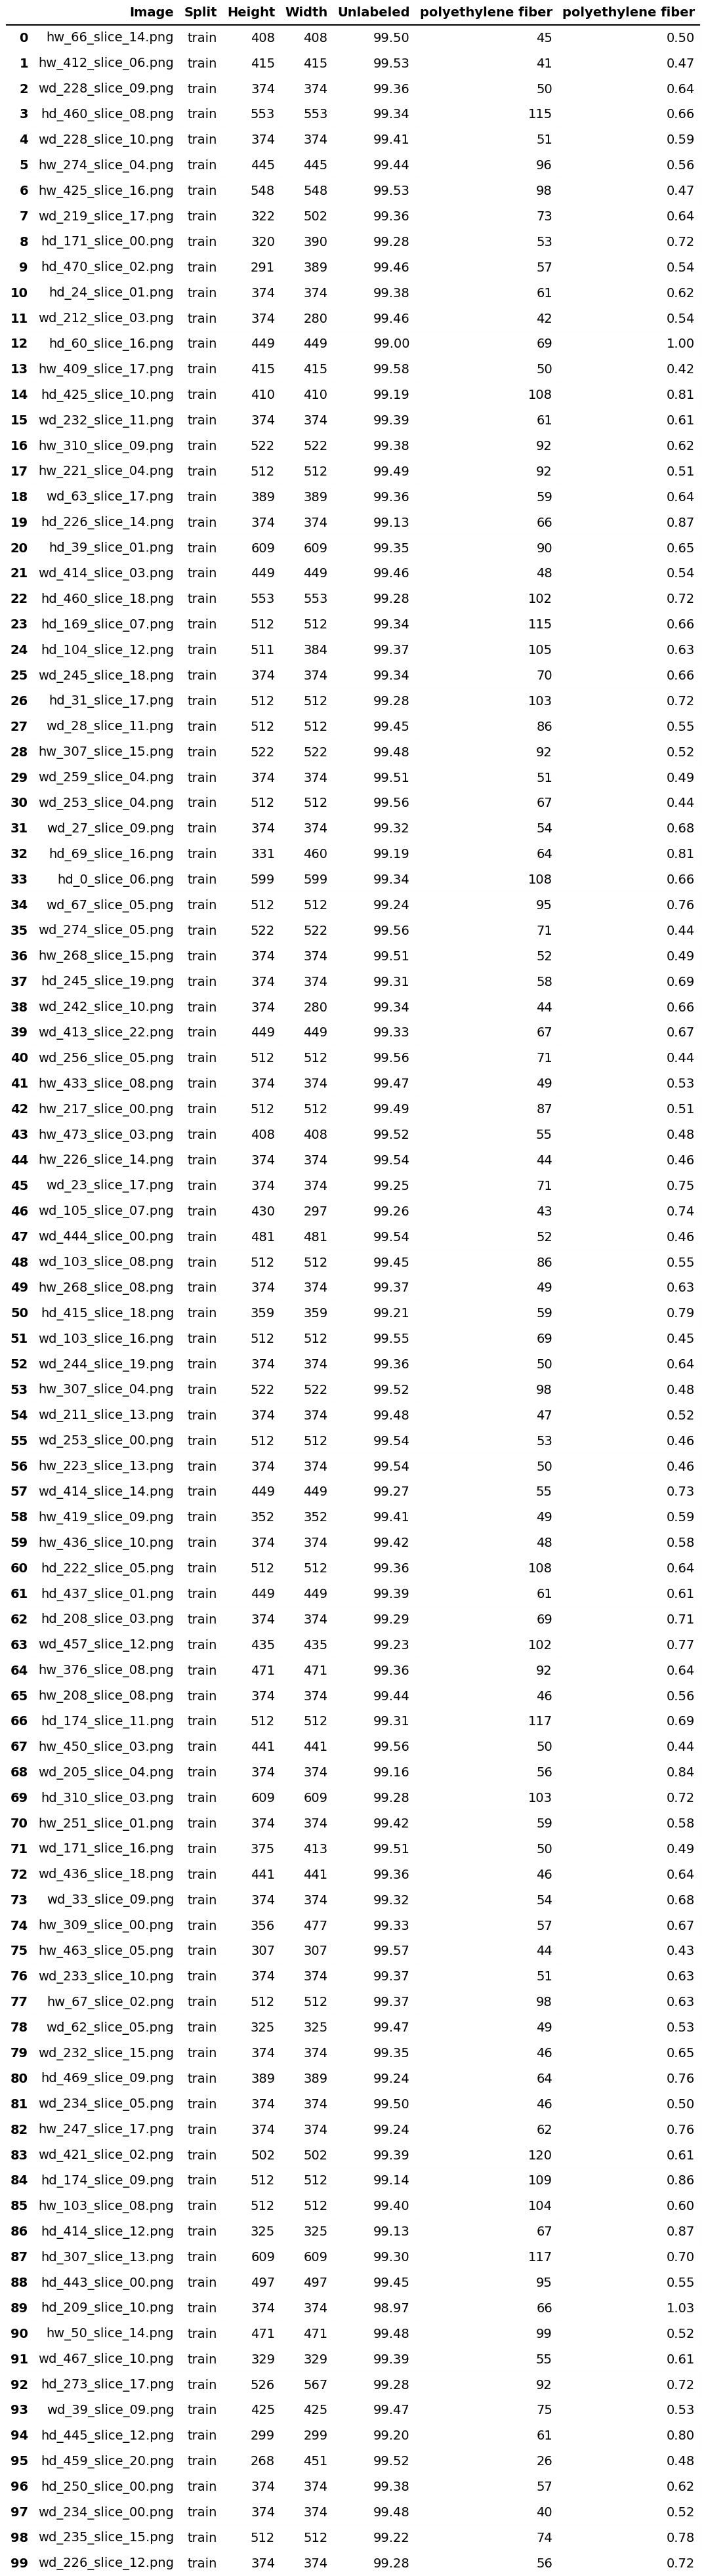 Image Split Height Width Unlabeled polyethylene fiber polyethylene fiber
0 hw_66_slice_14.png train 408 408 99.50 45 0.50
1 hw_412_slice_06.png train 415 415 99.53 41 0.47
2 wd_228_slice_09.png train 374 374 99.36 50 0.64
3 hd_460_slice_08.png train 553 553 99.34 115 0.66
4 wd_228_slice_10.png train 374 374 99.41 51 0.59
5 hw_274_slice_04.png train 445 445 99.44 96 0.56
6 hw_425_slice_16.png train 548 548 99.53 98 0.47
7 wd_219_slice_17.png train 322 502 99.36 73 0.64
8 hd_171_slice_00.png train 320 390 99.28 53 0.72
9 hd_470_slice_02.png train 291 389 99.46 57 0.54
10 hd_24_slice_01.png train 374 374 99.38 61 0.62
11 wd_212_slice_03.png train 374 280 99.46 42 0.54
12 hd_60_slice_16.png train 449 449 99.00 69 1.00
13 hw_409_slice_17.png train 415 415 99.58 50 0.42
14 hd_425_slice_10.png train 410 410 99.19 108 0.81
15 wd_232_slice_11.png train 374 374 99.39 61 0.61
16 hw_310_slice_09.png train 522 522 99.38 92 0.62
17 hw_221_slice_04.png train 512 512 99.49 92 0.51
18 wd_63_slice_17.png train 389 389 99.36 59 0.64
19 hd_226_slice_14.png train 374 374 99.13 66 0.87
20 hd_39_slice_01.png train 609 609 99.35 90 0.65
21 wd_414_slice_03.png train 449 449 99.46 48 0.54
22 hd_460_slice_18.png train 553 553 99.28 102 0.72
23 hd_169_slice_07.png train 512 512 99.34 115 0.66
24 hd_104_slice_12.png train 511 384 99.37 105 0.63
25 wd_245_slice_18.png train 374 374 99.34 70 0.66
26 hd_31_slice_17.png train 512 512 99.28 103 0.72
27 wd_28_slice_11.png train 512 512 99.45 86 0.55
28 hw_307_slice_15.png train 522 522 99.48 92 0.52
29 wd_259_slice_04.png train 374 374 99.51 51 0.49
30 wd_253_slice_04.png train 512 512 99.56 67 0.44
31 wd_27_slice_09.png train 374 374 99.32 54 0.68
32 hd_69_slice_16.png train 331 460 99.19 64 0.81
33 hd_0_slice_06.png train 599 599 99.34 108 0.66
34 wd_67_slice_05.png train 512 512 99.24 95 0.76
35 wd_274_slice_05.png train 522 522 99.56 71 0.44
36 hw_268_slice_15.png train 374 374 99.51 52 0.49
37 hd_245_slice_19.png train 374 374 99.31 58 0.69
38 wd_242_slice_10.png train 374 280 99.34 44 0.66
39 wd_413_slice_22.png train 449 449 99.33 67 0.67
40 wd_256_slice_05.png train 512 512 99.56 71 0.44
41 hw_433_slice_08.png train 374 374 99.47 49 0.53
42 hw_217_slice_00.png train 512 512 99.49 87 0.51
43 hw_473_slice_03.png train 408 408 99.52 55 0.48
44 hw_226_slice_14.png train 374 374 99.54 44 0.46
45 wd_23_slice_17.png train 374 374 99.25 71 0.75
46 wd_105_slice_07.png train 430 297 99.26 43 0.74
47 wd_444_slice_00.png train 481 481 99.54 52 0.46
48 wd_103_slice_08.png train 512 512 99.45 86 0.55
49 hw_268_slice_08.png train 374 374 99.37 49 0.63
50 hd_415_slice_18.png train 359 359 99.21 59 0.79
51 wd_103_slice_16.png train 512 512 99.55 69 0.45
52 wd_244_slice_19.png train 374 374 99.36 50 0.64
53 hw_307_slice_04.png train 522 522 99.52 98 0.48
54 wd_211_slice_13.png train 374 374 99.48 47 0.52
55 wd_253_slice_00.png train 512 512 99.54 53 0.46
56 hw_223_slice_13.png train 374 374 99.54 50 0.46
57 wd_414_slice_14.png train 449 449 99.27 55 0.73
58 hw_419_slice_09.png train 352 352 99.41 49 0.59
59 hw_436_slice_10.png train 374 374 99.42 48 0.58
60 hd_222_slice_05.png train 512 512 99.36 108 0.64
61 hd_437_slice_01.png train 449 449 99.39 61 0.61
62 hd_208_slice_03.png train 374 374 99.29 69 0.71
63 wd_457_slice_12.png train 435 435 99.23 102 0.77
64 hw_376_slice_08.png train 471 471 99.36 92 0.64
65 hw_208_slice_08.png train 374 374 99.44 46 0.56
66 hd_174_slice_11.png train 512 512 99.31 117 0.69
67 hw_450_slice_03.png train 441 441 99.56 50 0.44
68 wd_205_slice_04.png train 374 374 99.16 56 0.84
69 hd_310_slice_03.png train 609 609 99.28 103 0.72
70 hw_251_slice_01.png train 374 374 99.42 59 0.58
71 wd_171_slice_16.png train 375 413 99.51 50 0.49
72 wd_436_slice_18.png train 441 441 99.36 46 0.64
73 wd_33_slice_09.png train 374 374 99.32 54 0.68
74 hw_309_slice_00.png train 356 477 99.33 57 0.67
75 hw_463_slice_05.png train 307 307 99.57 44 0.43
76 wd_233_slice_10.png train 374 374 99.37 51 0.63
77 hw_67_slice_02.png train 512 512 99.37 98 0.63
78 wd_62_slice_05.png train 325 325 99.47 49 0.53
79 wd_232_slice_15.png train 374 374 99.35 46 0.65
80 hd_469_slice_09.png train 389 389 99.24 64 0.76
81 wd_234_slice_05.png train 374 374 99.50 46 0.50
82 hw_247_slice_17.png train 374 374 99.24 62 0.76
83 wd_421_slice_02.png train 502 502 99.39 120 0.61
84 hd_174_slice_09.png train 512 512 99.14 109 0.86
85 hw_103_slice_08.png train 512 512 99.40 104 0.60
86 hd_414_slice_12.png train 325 325 99.13 67 0.87
87 hd_307_slice_13.png train 609 609 99.30 117 0.70
88 hd_443_slice_00.png train 497 497 99.45 95 0.55
89 hd_209_slice_10.png train 374 374 98.97 66 1.03
90 hw_50_slice_14.png train 471 471 99.48 99 0.52
91 wd_467_slice_10.png train 329 329 99.39 55 0.61
92 hd_273_slice_17.png train 526 567 99.28 92 0.72
93 wd_39_slice_09.png train 425 425 99.47 75 0.53
94 hd_445_slice_12.png train 299 299 99.20 61 0.80
95 hd_459_slice_20.png train 268 451 99.52 26 0.48
96 hd_250_slice_00.png train 374 374 99.38 57 0.62
97 wd_234_slice_00.png train 374 374 99.48 40 0.52
98 wd_235_slice_15.png train 512 512 99.22 74 0.78
99 wd_226_slice_12.png train 374 374 99.28 56 0.72